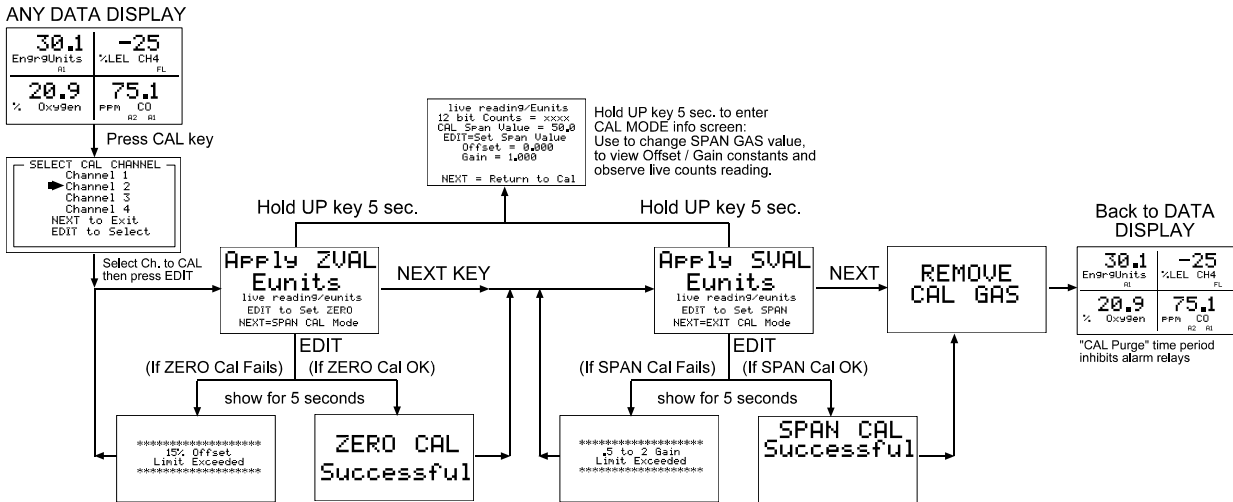 ANY DATA DISPLAY
30.1
EngrgUnits
A1
-25
%LEL CH4
FL
20.9
% Oxygen
75.1
PPM CO
A2 A1
Press CAL key
SELECT CAL CHANNEL
Channel 1
Channel 2
Channel 3
Channel 4
NEXT to Exit
EDIT to Select
Select Ch. to CAL
then press EDIT
live reading/Eunits
12 bit Counts = xxxx
CAL Span Value = 50.0
EDIT=Set Span Value
Offset = 0.000
Gain = 1.000
NEXT = Return to Cal
Hold UP key 5 sec. to enter
CAL MODE info screen:
Use to change SPAN GAS value,
to view Offset / Gain constants and
observe live counts reading.
Hold UP key 5 sec.
Hold UP key 5 sec.
Apply ZVAL
Eunits
live reading/eunits
EDIT to Set ZERO
NEXT=SPAN CAL Mode
NEXT KEY
Apply SVAL
Eunits
live reading/eunits
EDIT to Set SPAN
NEXT=EXIT CAL Mode
NEXT
REMOVE
CAL GAS
Back to DATA
DISPLAY
30.1
EngrgUnits
A1
-25
%LEL CH4
FL
20.9
% Oxygen
75.1
PPM CO
A2 A1
"CAL Purge" time period
inhibits alarm relays
EDIT
(If ZERO Cal Fails)
(If ZERO Cal OK)
show for 5 seconds
*******************
15% Offset
Limit Exceeded
*******************
ZERO CAL
Successful
EDIT
(If SPAN Cal Fails)
(If SPAN Cal OK)
show for 5 seconds
*******************
.5 to 2 Gain
Limit Exceeded
*******************
SPAN CAL
Successful